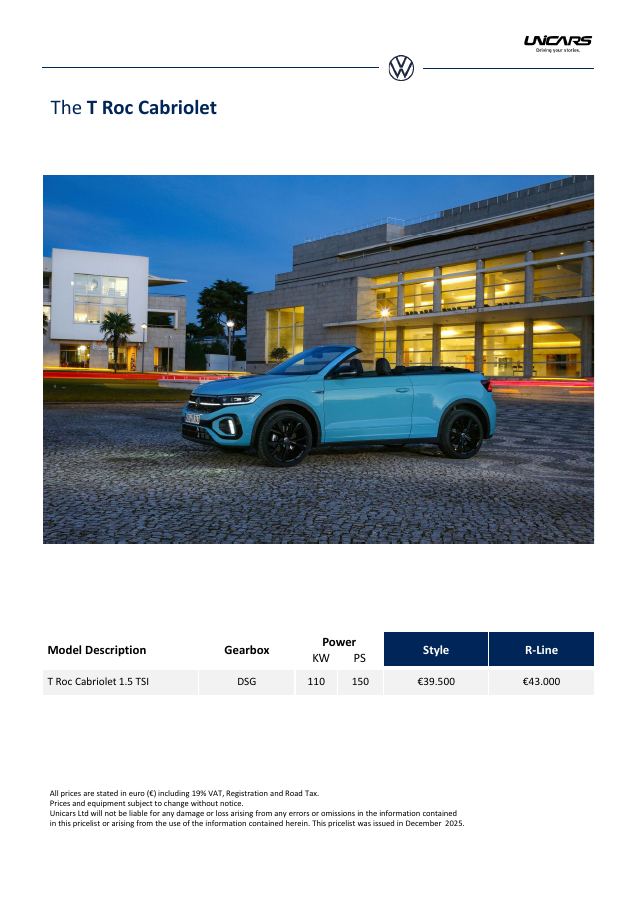 UNICARS
Driving your stories.
The T Roc Cabriolet
Model Description Gearbox Power Style R-Line
KW PS
T Roc Cabriolet 1.5 TSI DSG 110 150 €39.500 €43.000
All prices are stated in euro (€) including 19% VAT, Registration and Road Tax.
Prices and equipment subject to change without notice.
Unicars Ltd will not be liable for any damage or loss arising from any errors or omissions in the information contained
in this pricelist or arising from the use of the information contained herein. This pricelist was issued in December 2025.